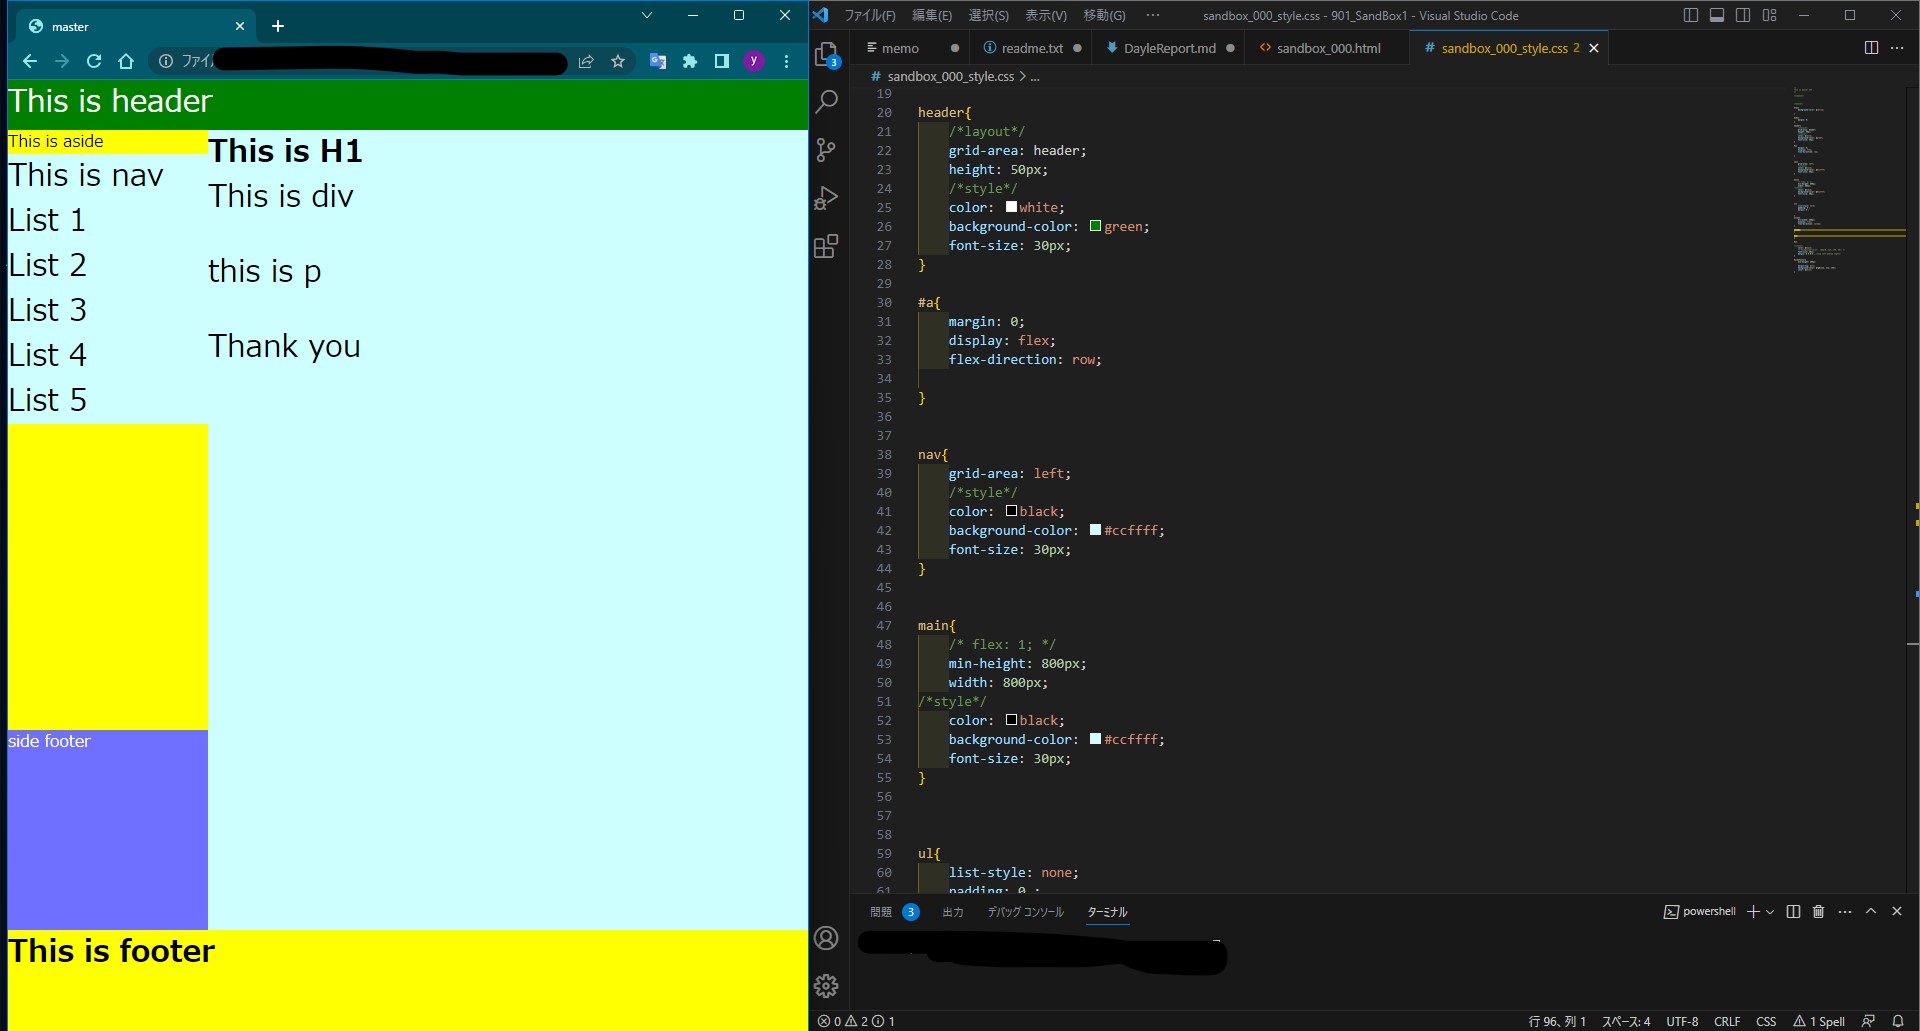 master
ファイル
y
This is header
This is aside
This is nav
List 1
List 2
List 3
List 4
List 5
side footer
This is H1
This is div
this is p
Thank you
This is footer
ファイル(F) 編集(E) 選択(S) 表示(V) 移動(G) ···
sandbox_000_style.css - 901_SandBox1 - Visual Studio Code
3
memo
readme.txt
DayleReport.md
sandbox_000.html
# sandbox_000_style.css 2
# sandbox_000_style.css > ...
19
20 header{
21 /*layout*/
22 grid-area: header;
23 height: 50px;
24 /*style*/
25 color: white;
26 background-color: green;
27 font-size: 30px;
28 }
29
30 #a{
31 margin: 0;
32 display: flex;
33 flex-direction: row;
34
35 }
36
37
38 nav{
39 grid-area: left;
40 /*style*/
41 color: black;
42 background-color: #ccffff;
43 font-size: 30px;
44 }
45
46
47 main{
48 /* flex: 1; */
49 min-height: 800px;
50 width: 800px;
51 /*style*/
52 color: black;
53 background-color: #ccffff;
54 font-size: 30px;
55 }
56
57
58
59 ul{
60 list-style: none;
61 padding: 0 ;
問題 3 出力 デバッグ コンソール ターミナル
powershell
0 2 1
行 96、列 1 スペース: 4 UTF-8 CRLF CSS 1 Spell